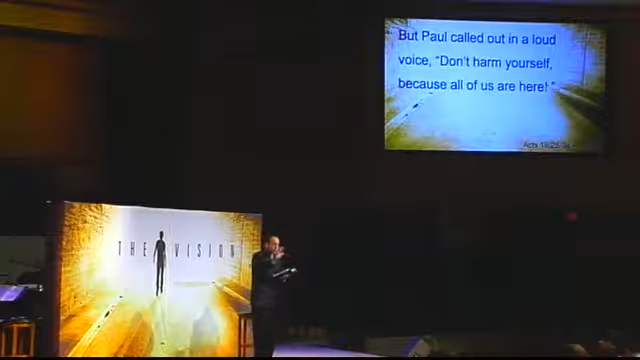 But Paul called out in a loud
voice, "Don't harm yourself,
because all of us are here!"
THE VISION